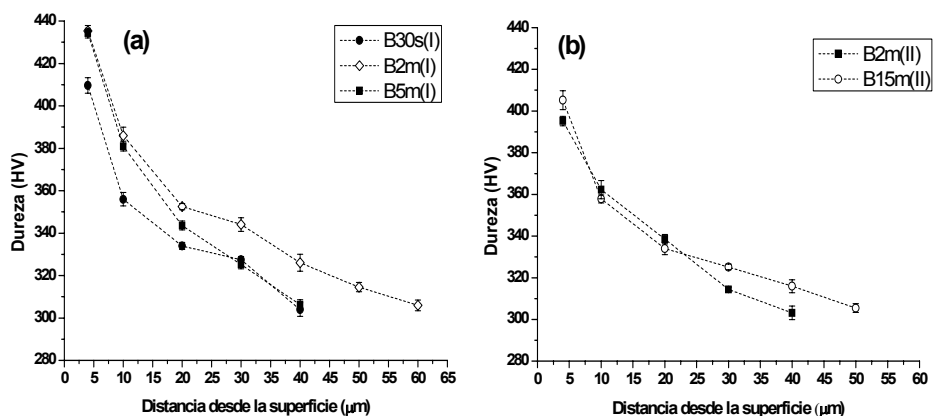 (a)
B30s(I)
B2m(I)
B5m(I)
Dureza (HV)
440
420
400
380
360
340
320
300
280
0 5 10 15 20 25 30 35 40 45 50 55 60 65
Distancia desde la superficie (μm)
(b)
B2m(II)
B15m(II)
Dureza (HV)
440
420
400
380
360
340
320
300
280
0 5 10 15 20 25 30 35 40 45 50 55
Distancia desde la superficie (μm)